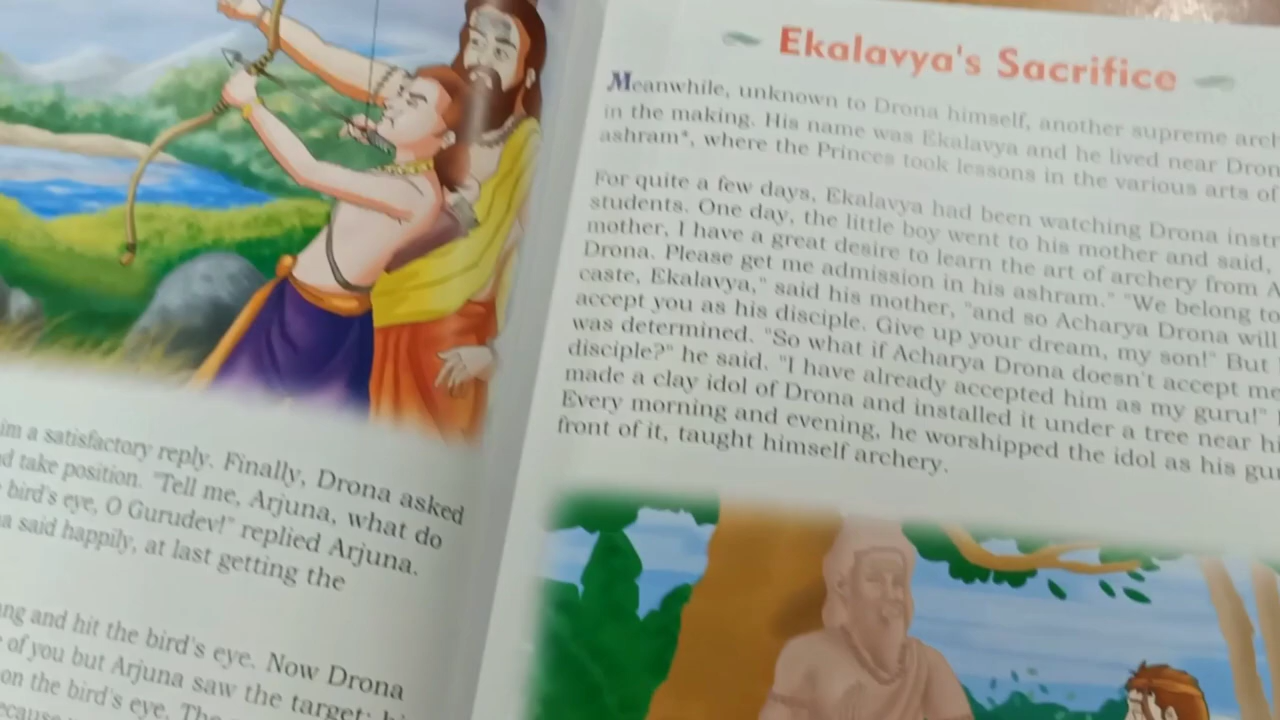 im a satisfactory reply. Finally, Drona asked
d take position. "Tell me, Arjuna, what do
bird's eye, O Gurudev!" replied Arjuna.
a said happily, at last getting the
ng and hit the bird's eye. Now Drona
of you but Arjuna saw the target;
on the bird's eye. The
ecause
Ekalavya's Sacrifice
Meanwhile, unknown to Drona himself, another supreme arch
in the making. His name was Ekalavya and he lived near Dron
ashram*, where the Princes took lessons in the various arts of
For quite a few days, Ekalavya had been watching Drona instr
students. One day, the little boy went to his mother and said,
mother, I have a great desire to learn the art of archery from A
Drona. Please get me admission in his ashram." "We belong to
caste, Ekalavya," said his mother, "and so Acharya Drona will
accept you as his disciple. Give up your dream, my son!" But
was determined. "So what if Acharya Drona doesn't accept me
disciple?" he said. "I have already accepted him as my guru!"
made a clay idol of Drona and installed it under a tree near hi
Every morning and evening, he worshipped the idol as his gur
front of it, taught himself archery.